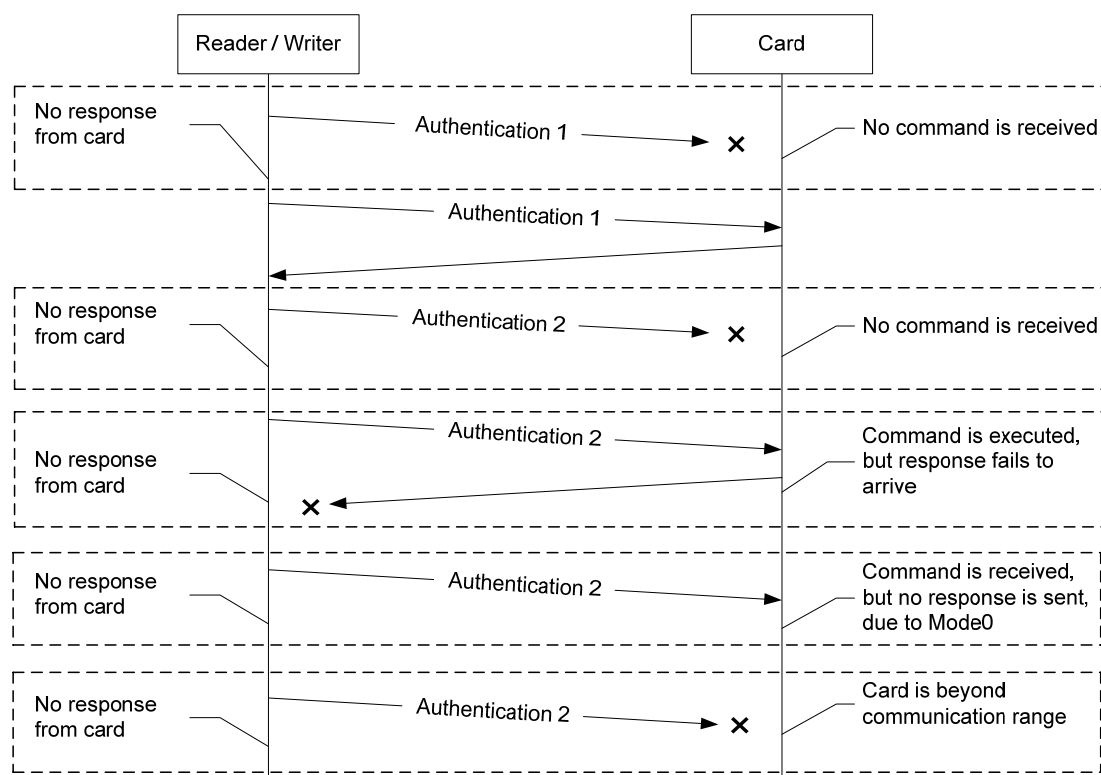 Reader / Writer
Card
No response
from card
Authentication 1
No command is received
Authentication 1
No response
from card
Authentication 2
No command is received
No response
from card
Authentication 2
Command is executed,
but response fails to
arrive
No response
from card
Authentication 2
Command is received,
but no response is sent,
due to Mode0
No response
from card
Authentication 2
Card is beyond
communication range